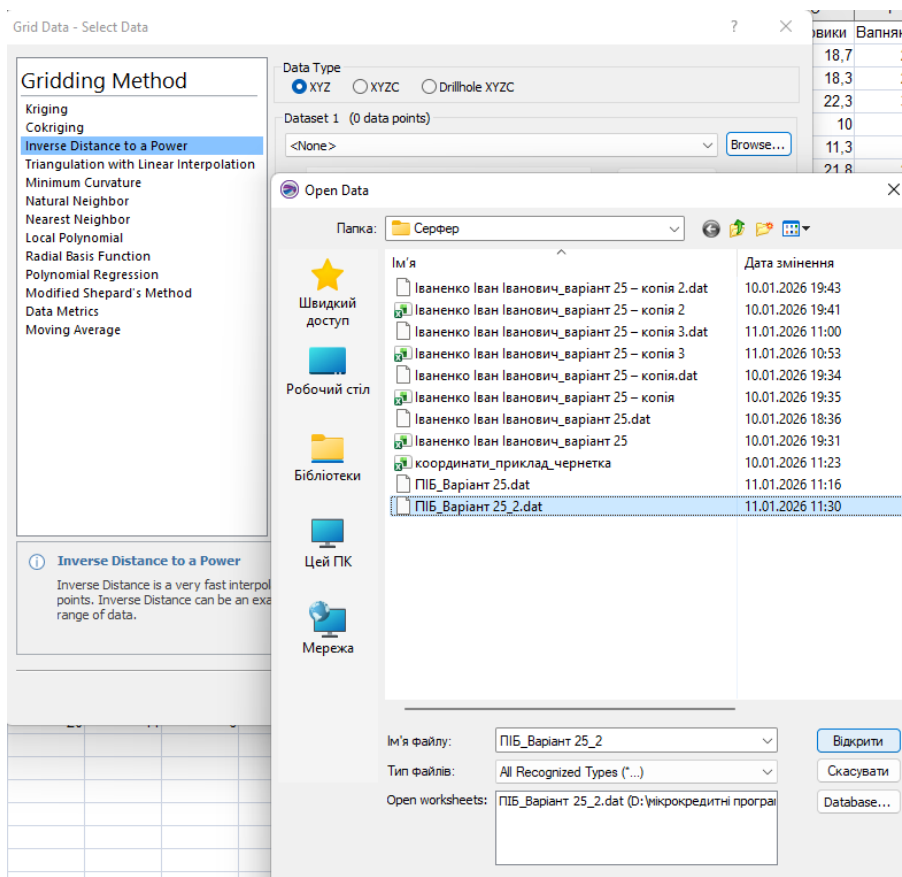 Grid Data - Select Data
?
Вапня
18,7
18,3
22,3
10
11,3
21,8
Gridding Method
Kriging
Cokriging
Inverse Distance to a Power
Triangulation with Linear Interpolation
Minimum Curvature
Natural Neighbor
Nearest Neighbor
Local Polynomial
Radial Basis Function
Polynomial Regression
Modified Shepard's Method
Data Metrics
Moving Average
Data Type
XYZ XYZC Drillhole XYZC
Dataset 1 (0 data points)
<None> Browse...
Inverse Distance to a Power
Inverse Distance is a very fast interpol
points. Inverse Distance can be an exa
range of data.
Open Data
Папка: Серфер
Швидкий доступ
Робочий стіл
Бібліотеки
Цей ПК
Мережа
Ім'я Дата змінення
Іваненко Іван Іванович_варіант 25 – копія 2.dat 10.01.2026 19:43
Іваненко Іван Іванович_варіант 25 – копія 2 10.01.2026 19:41
Іваненко Іван Іванович_варіант 25 – копія 3.dat 11.01.2026 11:00
Іваненко Іван Іванович_варіант 25 – копія 3 11.01.2026 10:53
Іваненко Іван Іванович_варіант 25 – копія.dat 10.01.2026 19:34
Іваненко Іван Іванович_варіант 25 – копія 10.01.2026 19:35
Іваненко Іван Іванович_варіант 25.dat 10.01.2026 18:36
Іваненко Іван Іванович_варіант 25 10.01.2026 19:31
координати_приклад_чернетка 10.01.2026 11:23
ПІБ_Варіант 25.dat 11.01.2026 11:16
ПІБ_Варіант 25_2.dat 11.01.2026 11:30
Ім'я файлу: ПІБ_Варіант 25_2 Відкрити
Тип файлів: All Recognized Types (*...) Скасувати
Open worksheets: ПІБ_Варіант 25_2.dat (D:\мікрокредитні програ Database...